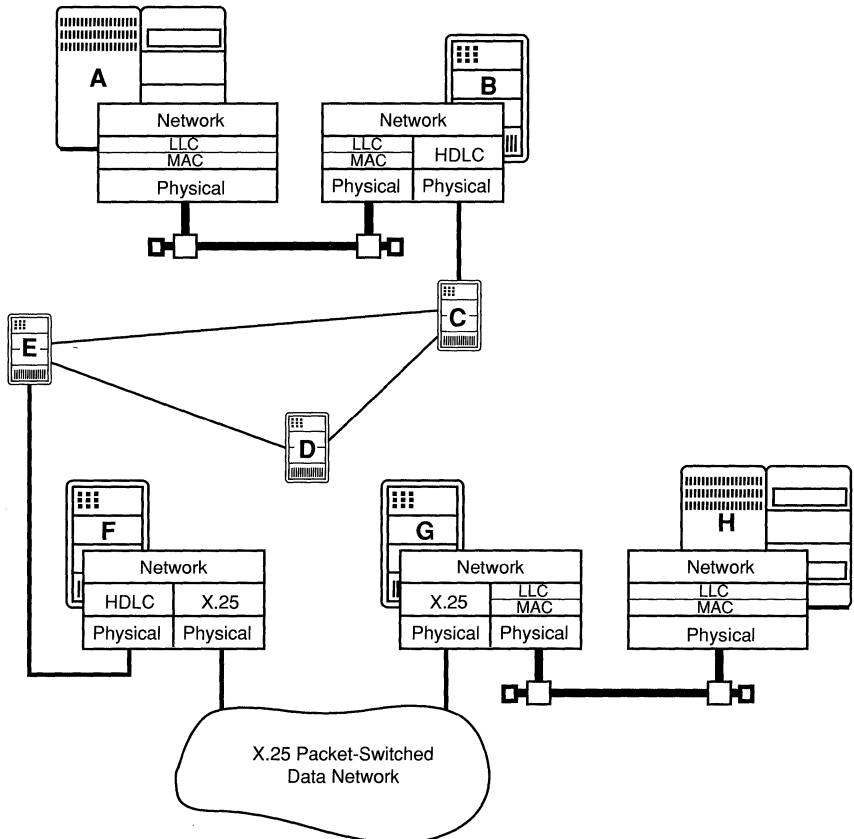 A
Network
LLC
MAC
Physical
B
Network
LLC
MAC
HDLC
Physical
Physical
C
E
D
F
Network
HDLC
X.25
Physical
Physical
G
Network
X.25
LLC
MAC
Physical
Physical
H
Network
LLC
MAC
Physical
X.25 Packet-Switched
Data Network